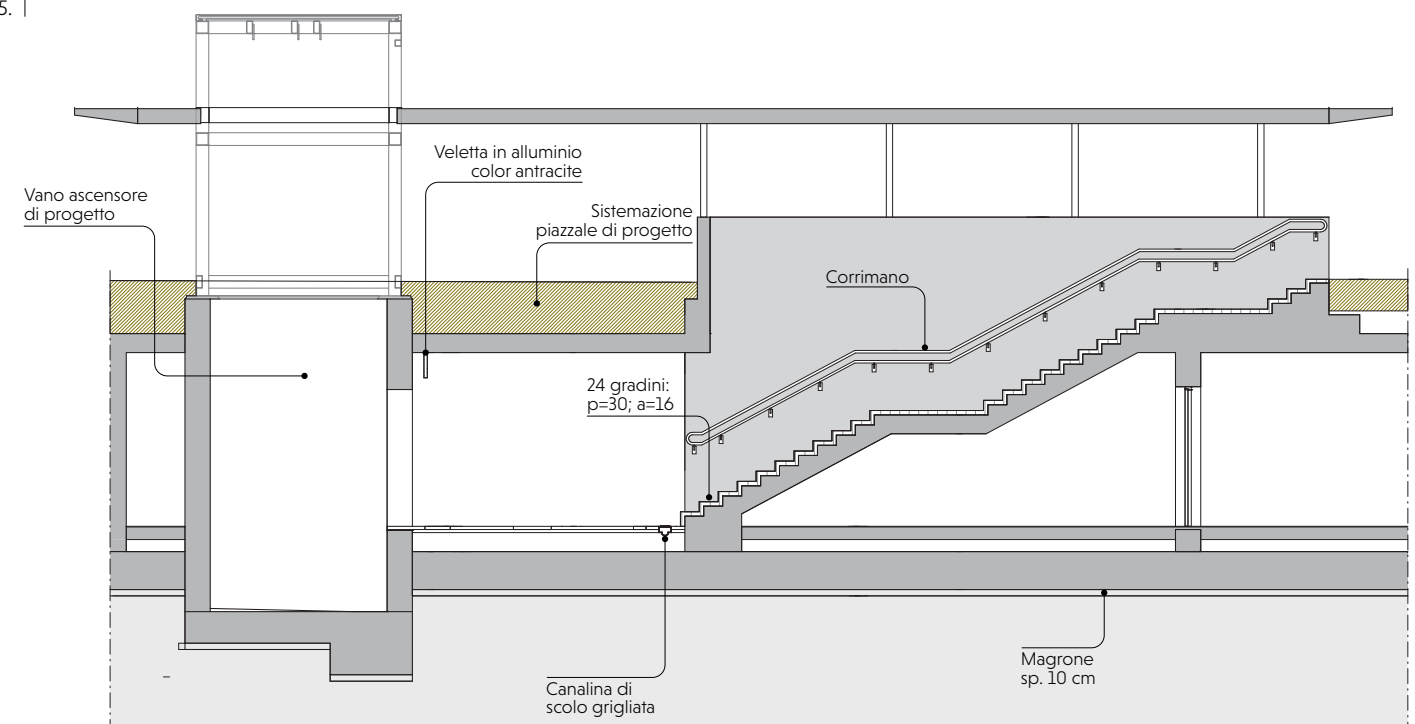 5. |
Veletta in alluminio
color antracite
Vano ascensore
di progetto
Sistemazione
piazzale di progetto
Corrimano
24 gradini:
p=30; a=16
Magrone
sp. 10 cm
Canalina di
scolo grigliata